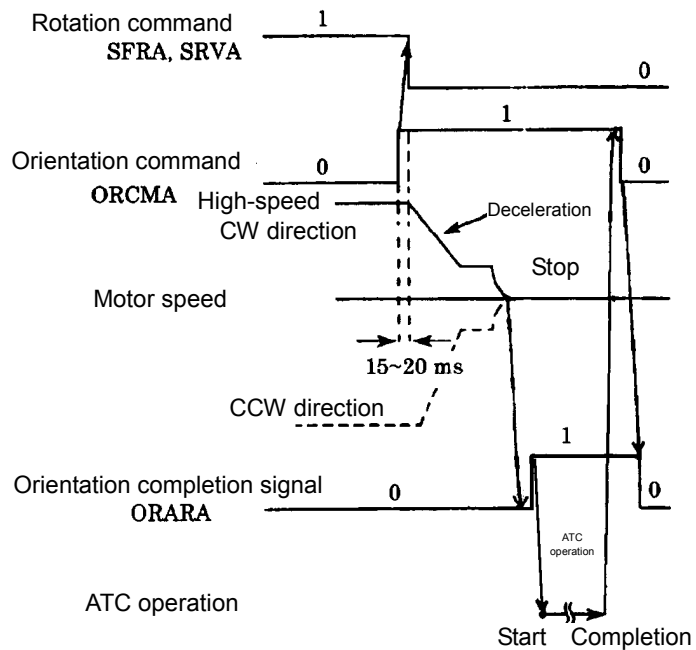 Rotation command
SFRA, SRVA
1
0
1
Orientation command
ORCMA
0
0
High-speed
CW direction
Deceleration
Stop
Motor speed
15~20 ms
CCW direction
1
Orientation completion signal
ORARA
0
0
ATC
operation
ATC operation
Start
Completion